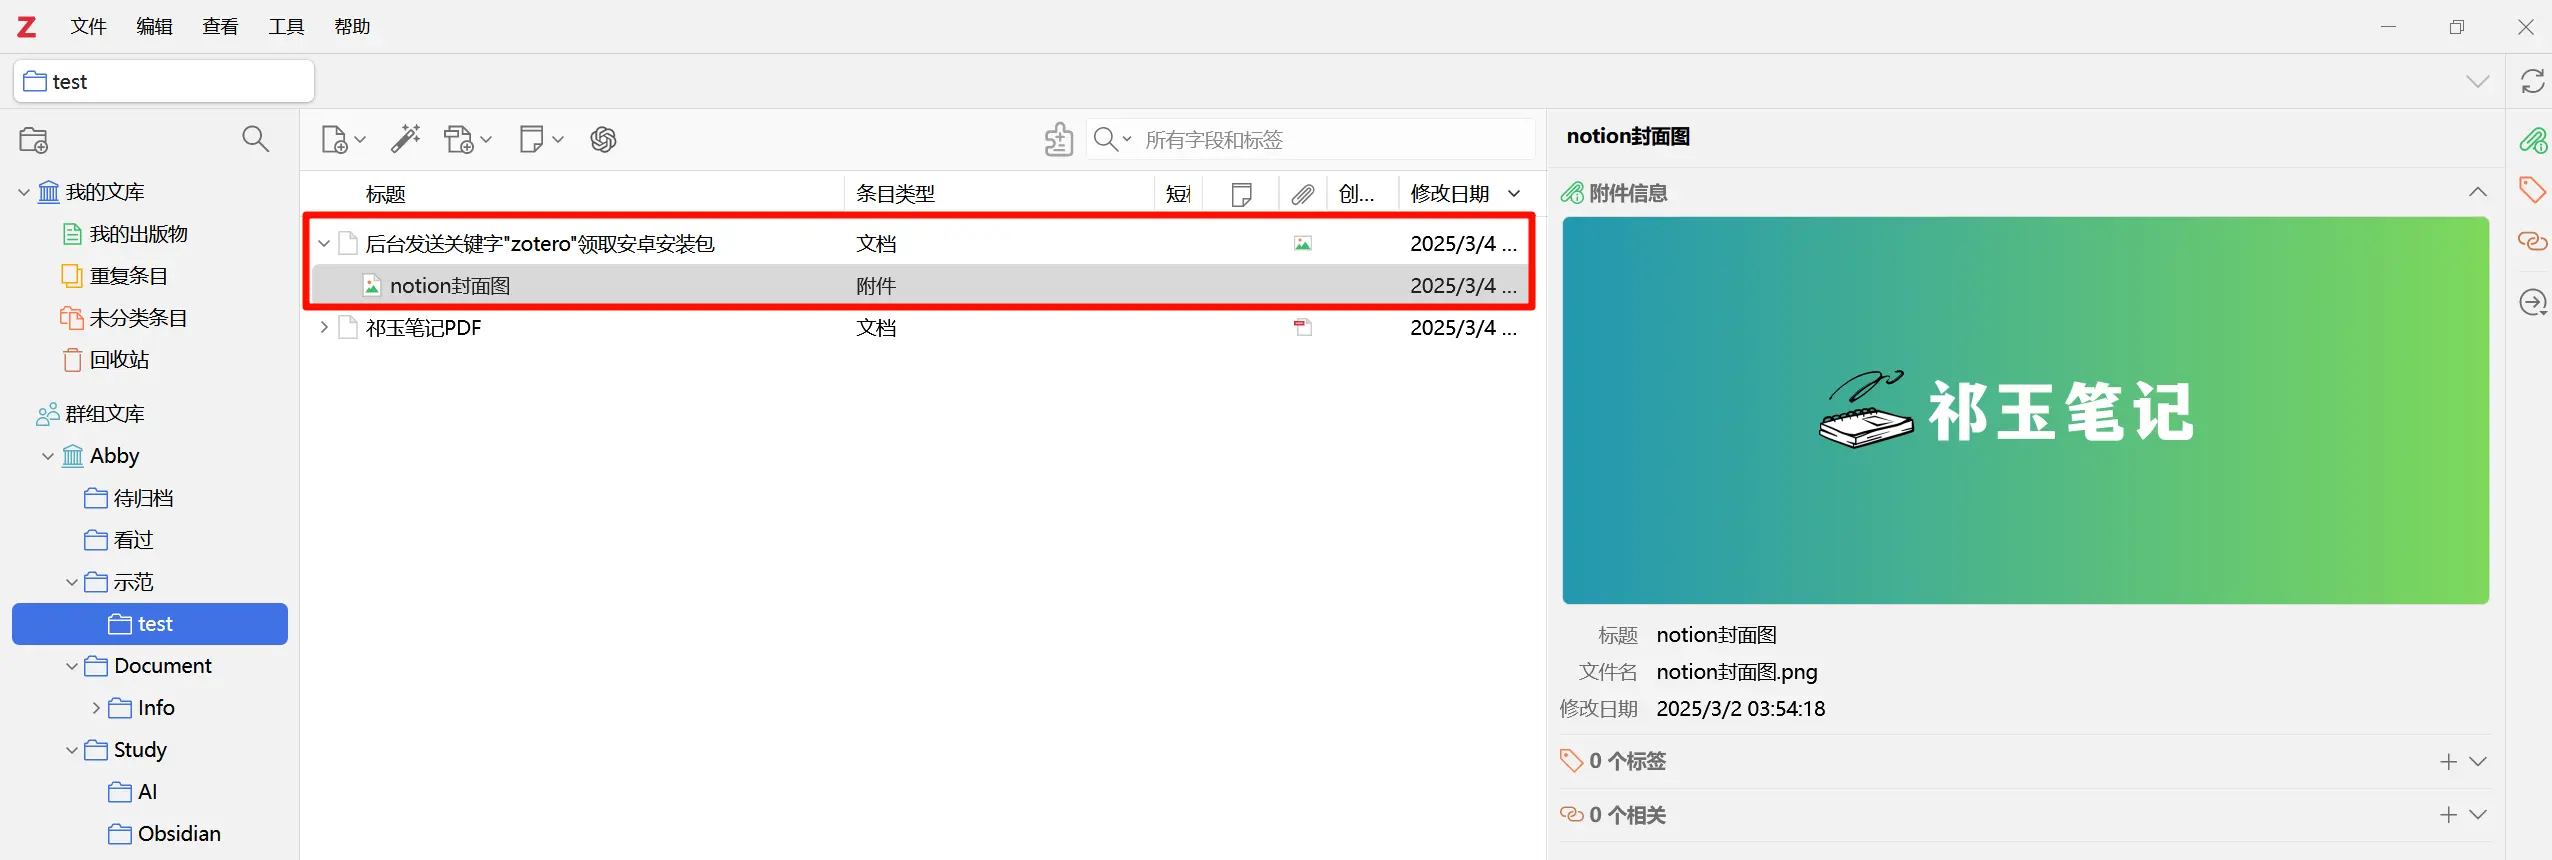 Z 文件 编辑 查看 工具 帮助
test
所有字段和标签
我的文库
我的出版物
重复条目
未分类条目
回收站
群组文库
Abby
待归档
看过
示范
test
Document
Info
Study
AI
Obsidian
标题 条目类型 短 创... 修改日期
后台发送关键字"zotero"领取安卓安装包 文档 2025/3/4 ...
notion封面图 附件 2025/3/4 ...
祁玉笔记PDF 文档 2025/3/4 ...
notion封面图
附件信息
祁玉笔记
标题 notion封面图
文件名 notion封面图.png
修改日期 2025/3/2 03:54:18
0 个标签
0 个相关